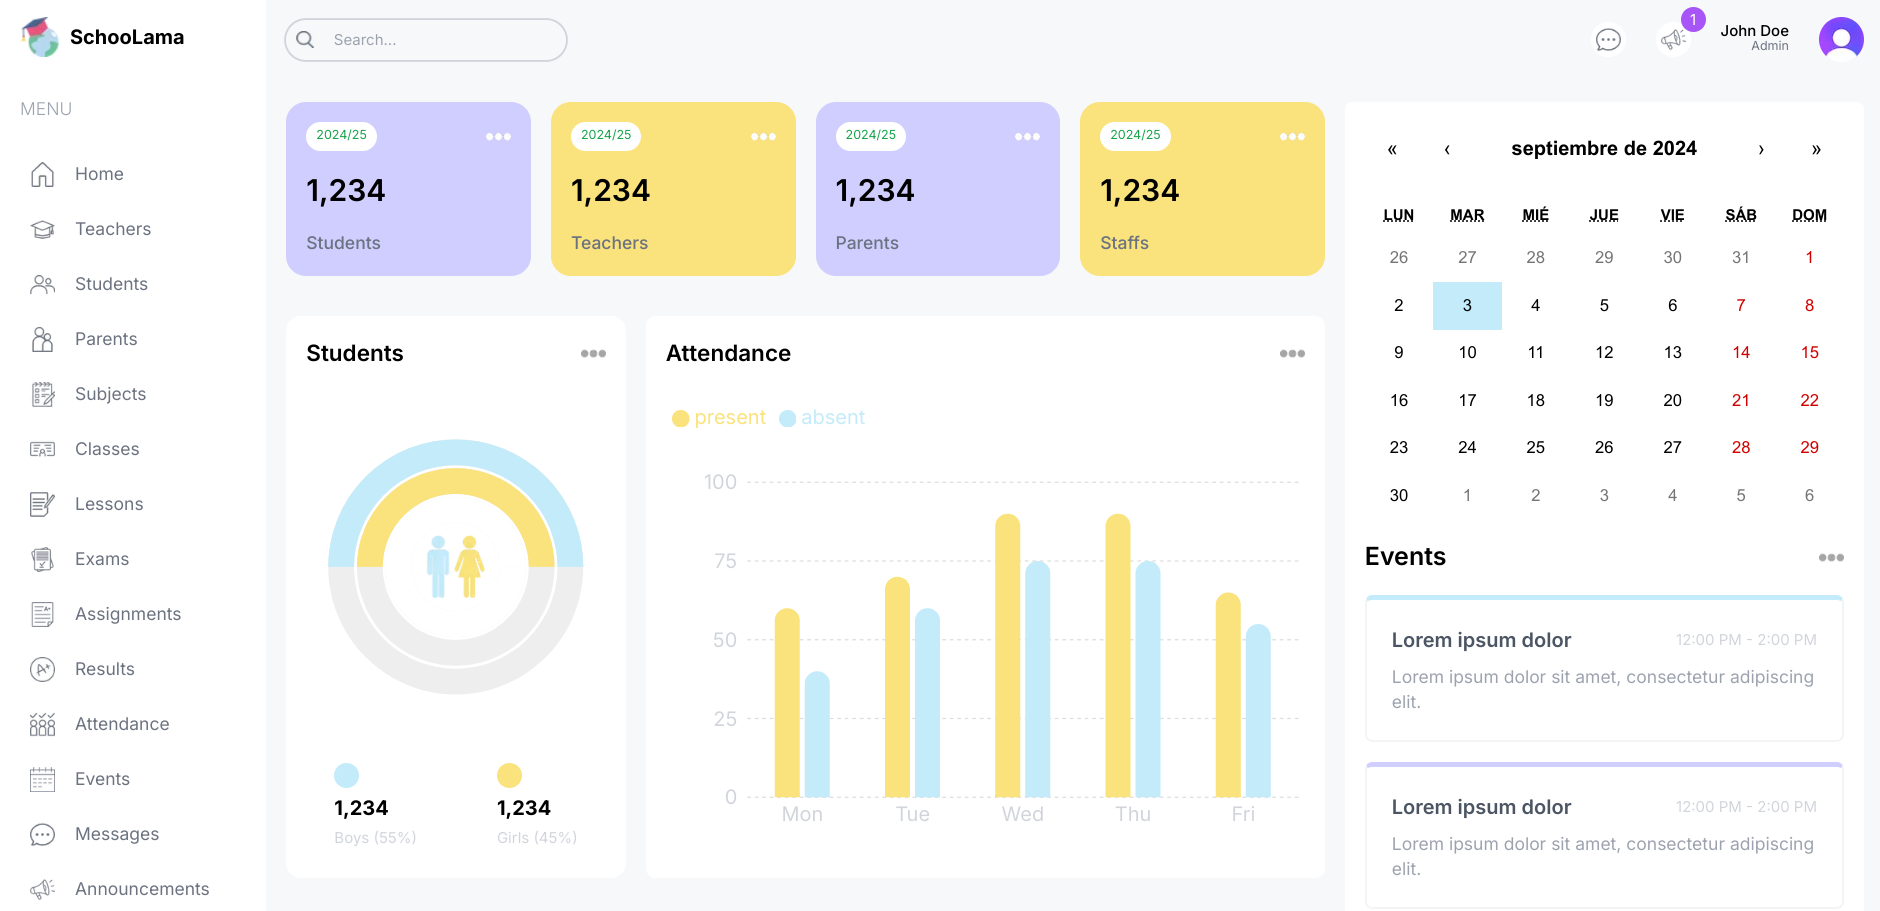 SchooLama
MENU
Home
Teachers
Students
Parents
Subjects
Classes
Lessons
Exams
Assignments
Results
Attendance
Events
Messages
Announcements
Search...
1
John Doe
Admin
2024/25
1,234
Students
2024/25
1,234
Teachers
2024/25
1,234
Parents
2024/25
1,234
Staffs
Students
1,234
Boys (55%)
1,234
Girls (45%)
Attendance
present absent
100
75
50
25
0
Mon Tue Wed Thu Fri
« ‹ septiembre de 2024 › »
LUN MAR MIÉ JUE VIE SÁB DOM
26 27 28 29 30 31 1
2 3 4 5 6 7 8
9 10 11 12 13 14 15
16 17 18 19 20 21 22
23 24 25 26 27 28 29
30 1 2 3 4 5 6
Events
Lorem ipsum dolor 12:00 PM - 2:00 PM
Lorem ipsum dolor sit amet, consectetur adipiscing
elit.
Lorem ipsum dolor 12:00 PM - 2:00 PM
Lorem ipsum dolor sit amet, consectetur adipiscing
elit.